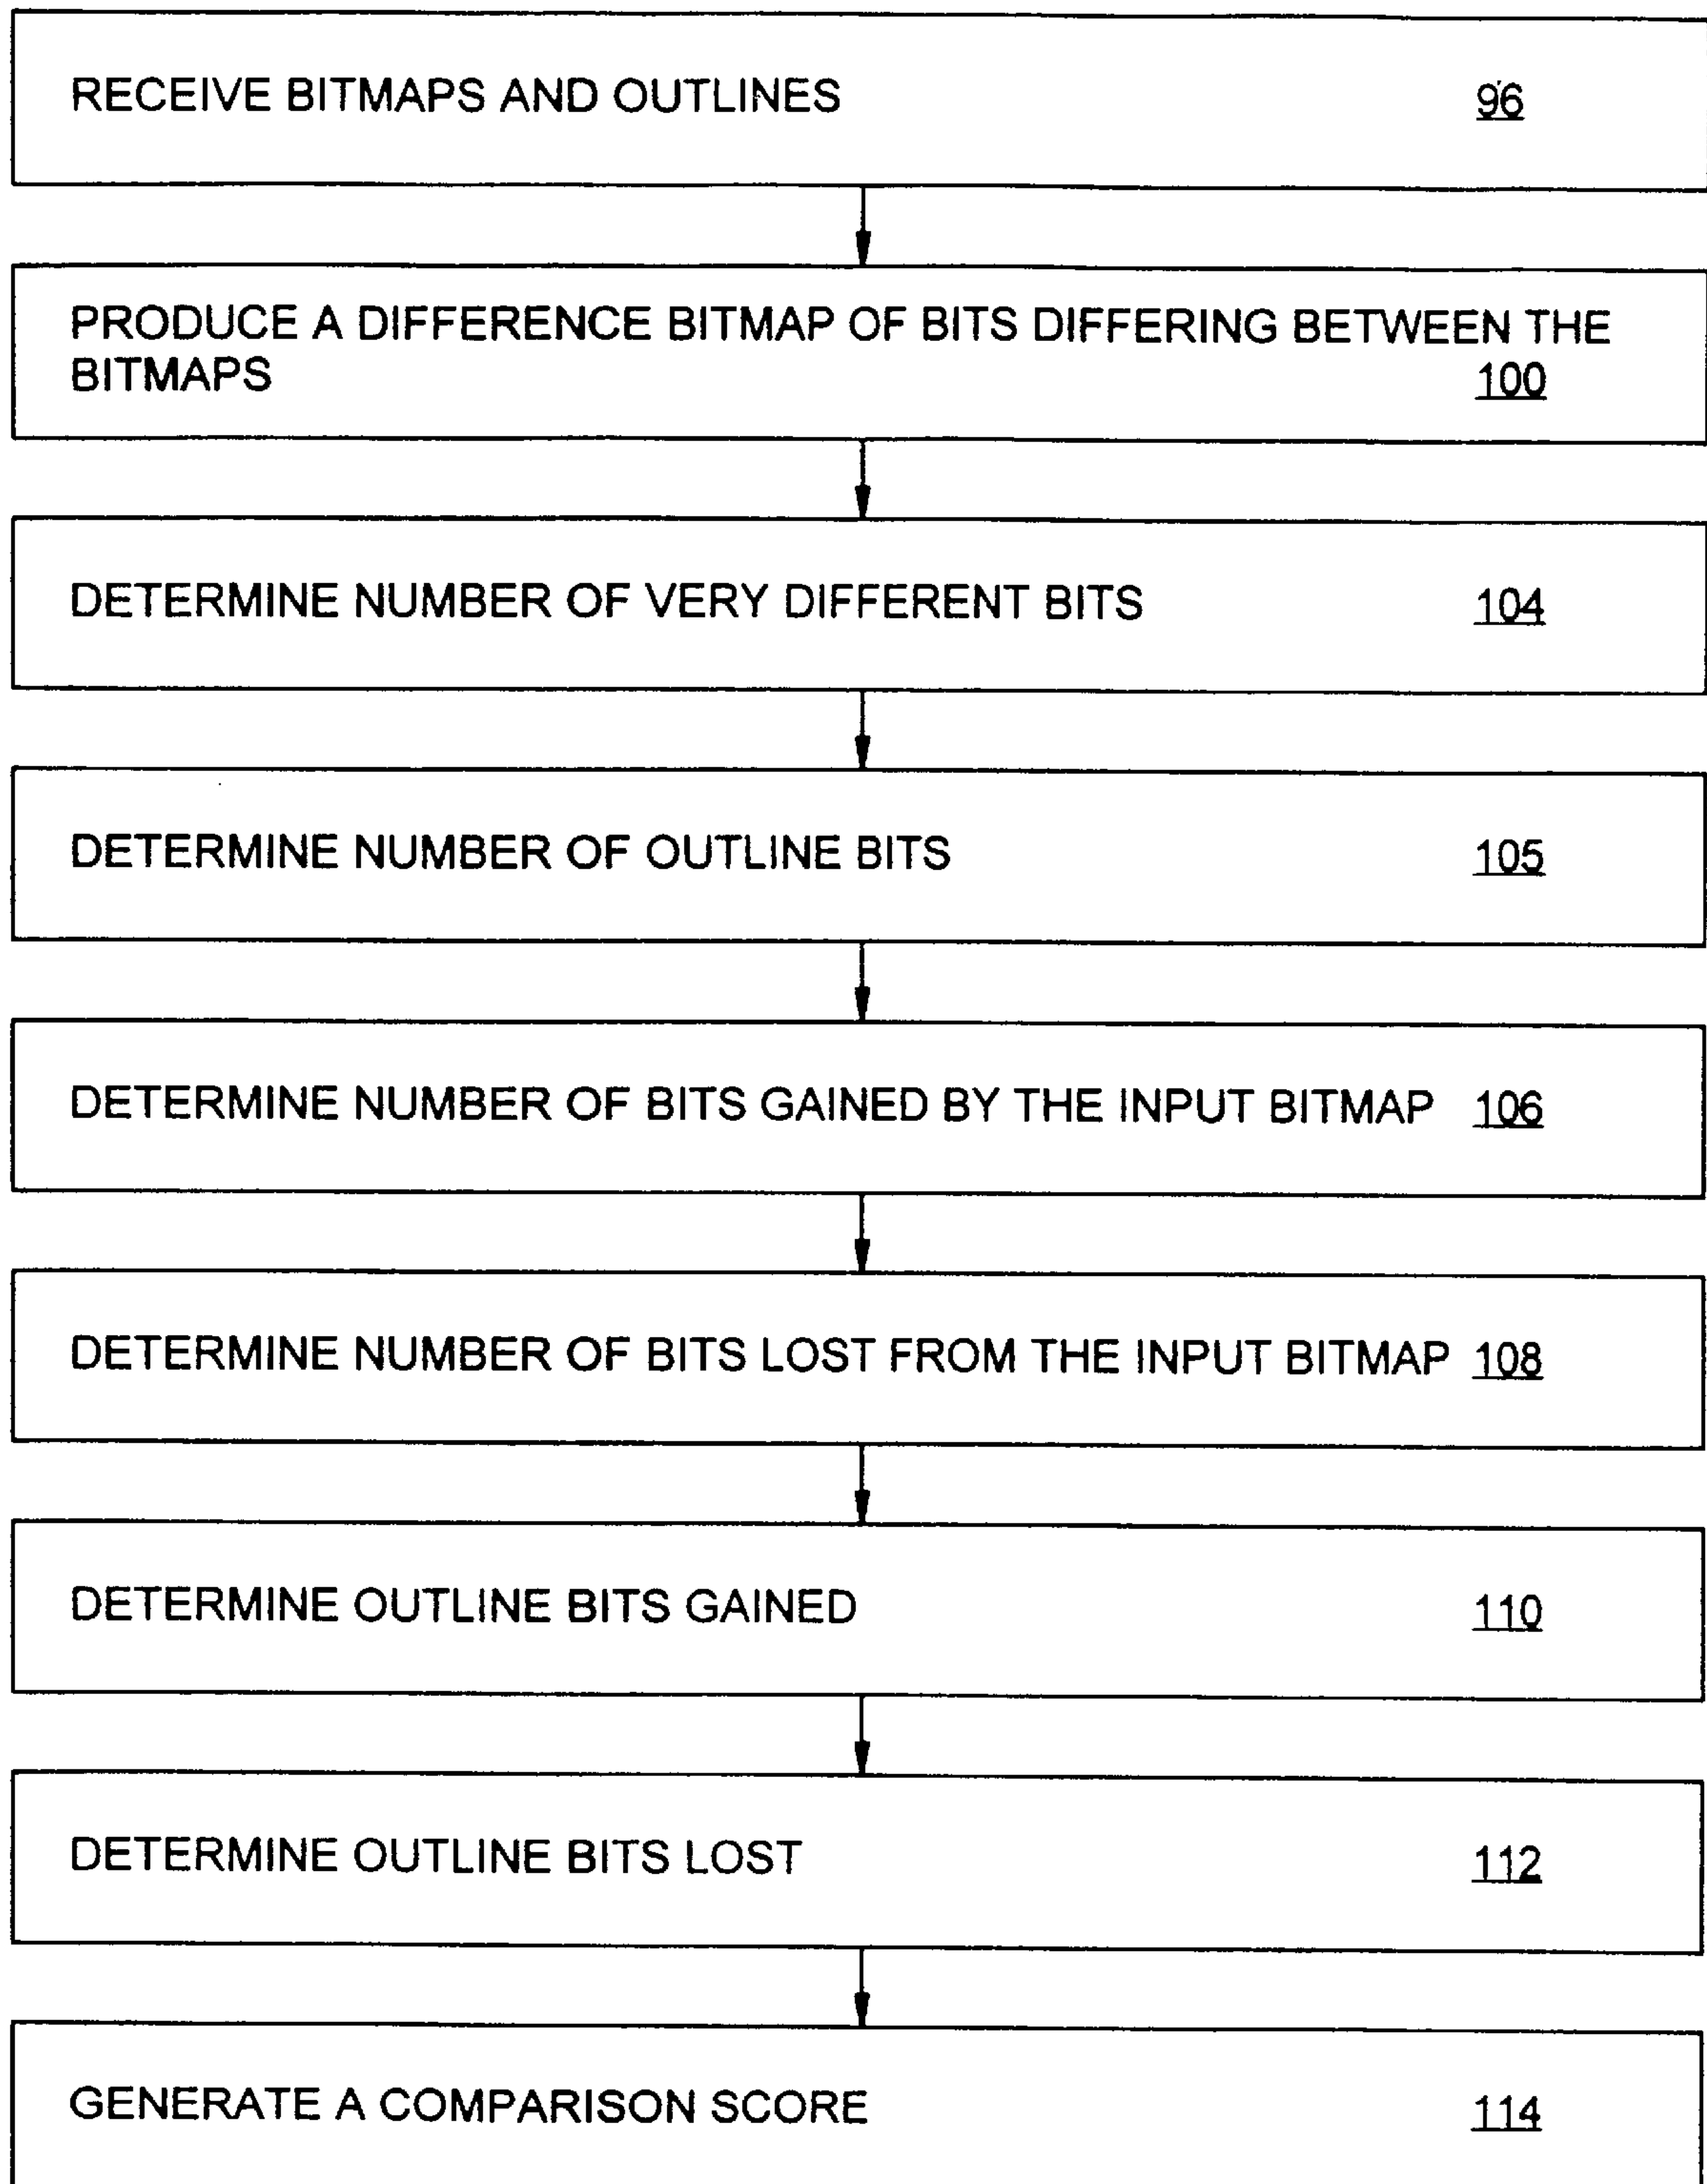 RECEIVE BITMAPS AND OUTLINES 96
PRODUCE A DIFFERENCE BITMAP OF BITS DIFFERING BETWEEN THE
BITMAPS 100
DETERMINE NUMBER OF VERY DIFFERENT BITS 104
DETERMINE NUMBER OF OUTLINE BITS 105
DETERMINE NUMBER OF BITS GAINED BY THE INPUT BITMAP 106
DETERMINE NUMBER OF BITS LOST FROM THE INPUT BITMAP 108
DETERMINE OUTLINE BITS GAINED 110
DETERMINE OUTLINE BITS LOST 112
GENERATE A COMPARISON SCORE 114